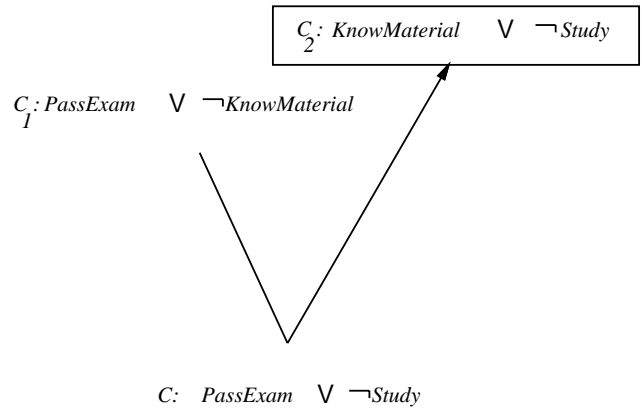 C2: KnowMaterial V ¬Study
C1: PassExam V ¬KnowMaterial
C: PassExam V ¬Study